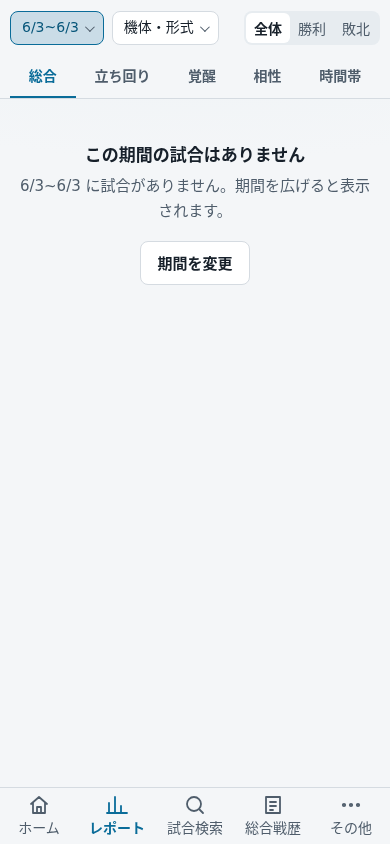 6/3~6/3 機体・形式 全体 勝利 敗北
総合 立ち回り 覚醒 相性 時間帯
この期間の試合はありません
6/3~6/3 に試合がありません。期間を広げると表示
されます。
期間を変更
ホーム レポート 試合検索 総合戦歴 その他